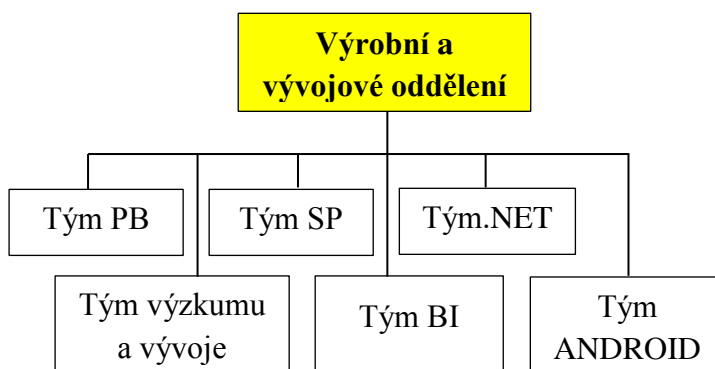 Výrobní a
vývojové oddělení
Tým PB
Tým SP
Tým.NET
Tým výzkumu
a vývoje
Tým BI
Tým
ANDROID